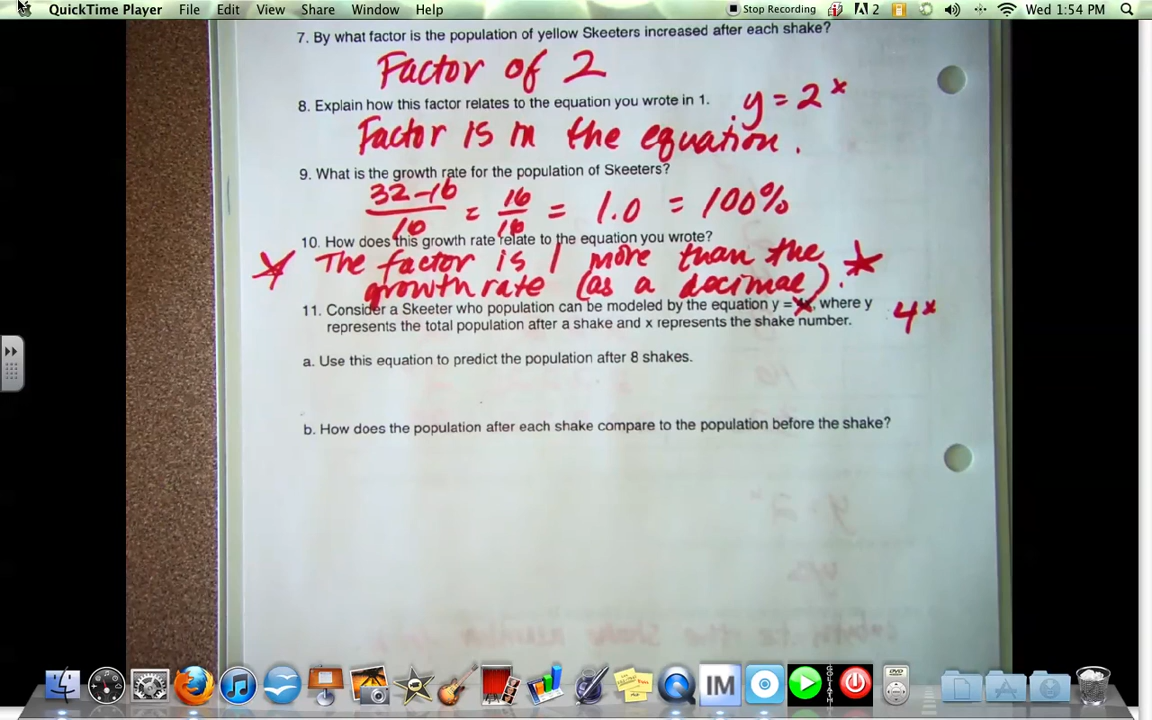 QuickTime Player File Edit View Share Window Help Stop Recording 2 Wed 1:54 PM
7. By what factor is the population of yellow Skeeters increased after each shake?
Factor of 2
8. Explain how this factor relates to the equation you wrote in 1. y = 2^x
Factor is in the equation.
9. What is the growth rate for the population of Skeeters?
32-16/16 = 16/16 = 1.0 = 100%
10. How does this growth rate relate to the equation you wrote?
* The factor is 1 more than the *
growth rate (as a decimal).
11. Consider a Skeeter who population can be modeled by the equation y = , where y 4^x
represents the total population after a shake and x represents the shake number.
a. Use this equation to predict the population after 8 shakes.
b. How does the population after each shake compare to the population before the shake?
IM